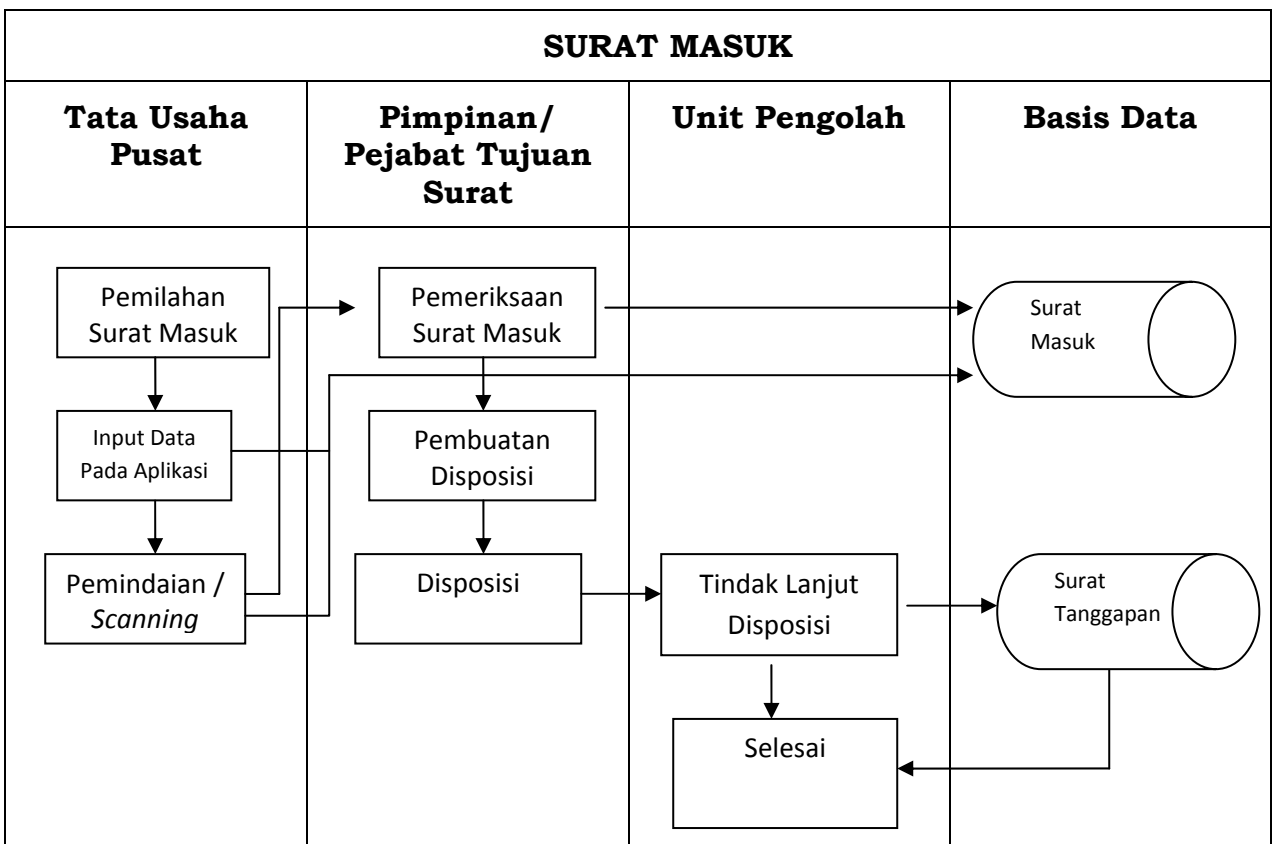 SURAT MASUK
Tata Usaha
Pusat
Pimpinan/
Pejabat Tujuan
Surat
Unit Pengolah
Basis Data
Pemilahan
Surat Masuk
Input Data
Pada Aplikasi
Pemindaian /
Scanning
Pemeriksaan
Surat Masuk
Pembuatan
Disposisi
Disposisi
Tindak Lanjut
Disposisi
Selesai
Surat
Masuk
Surat
Tanggapan